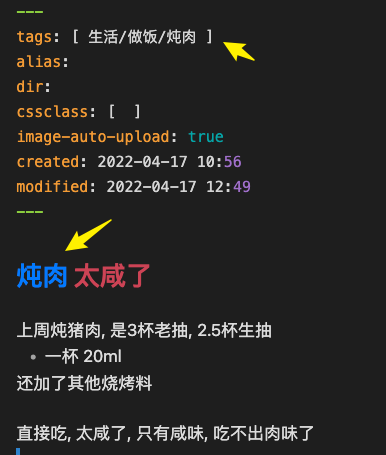 ---
tags: [ 生活/做饭/炖肉 ]
alias:
dir:
cssclass: [  ]
image-auto-upload: true
created: 2022-04-17 10:56
modified: 2022-04-17 12:49
---
炖肉 太咸了
上周炖猪肉, 是3杯老抽, 2.5杯生抽
• 一杯 20ml
还加了其他烧烤料
直接吃, 太咸了, 只有咸味, 吃不出肉味了